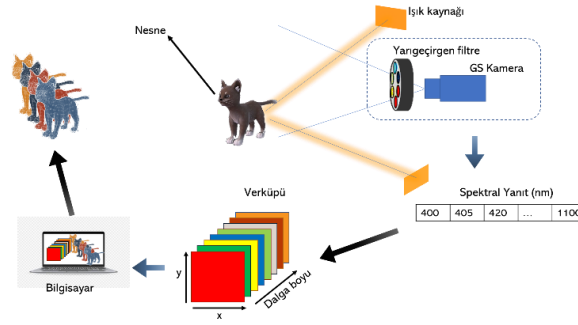 Işık kaynağı
Nesne
Yarıgeçirgen filtre
GS Kamera
Spektral Yanıt (nm)
400 405 420 ... 1100
Verküpü
y
x
Dalga boyu
Bilgisayar